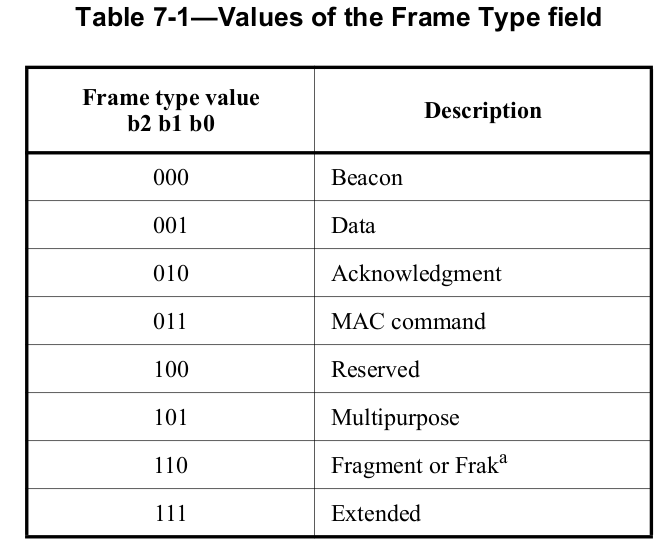 Table 7-1—Values of the Frame Type field
Frame type value
b2 b1 b0
Description
000 Beacon
001 Data
010 Acknowledgment
011 MAC command
100 Reserved
101 Multipurpose
110 Fragment or Frakᵃ
111 Extended